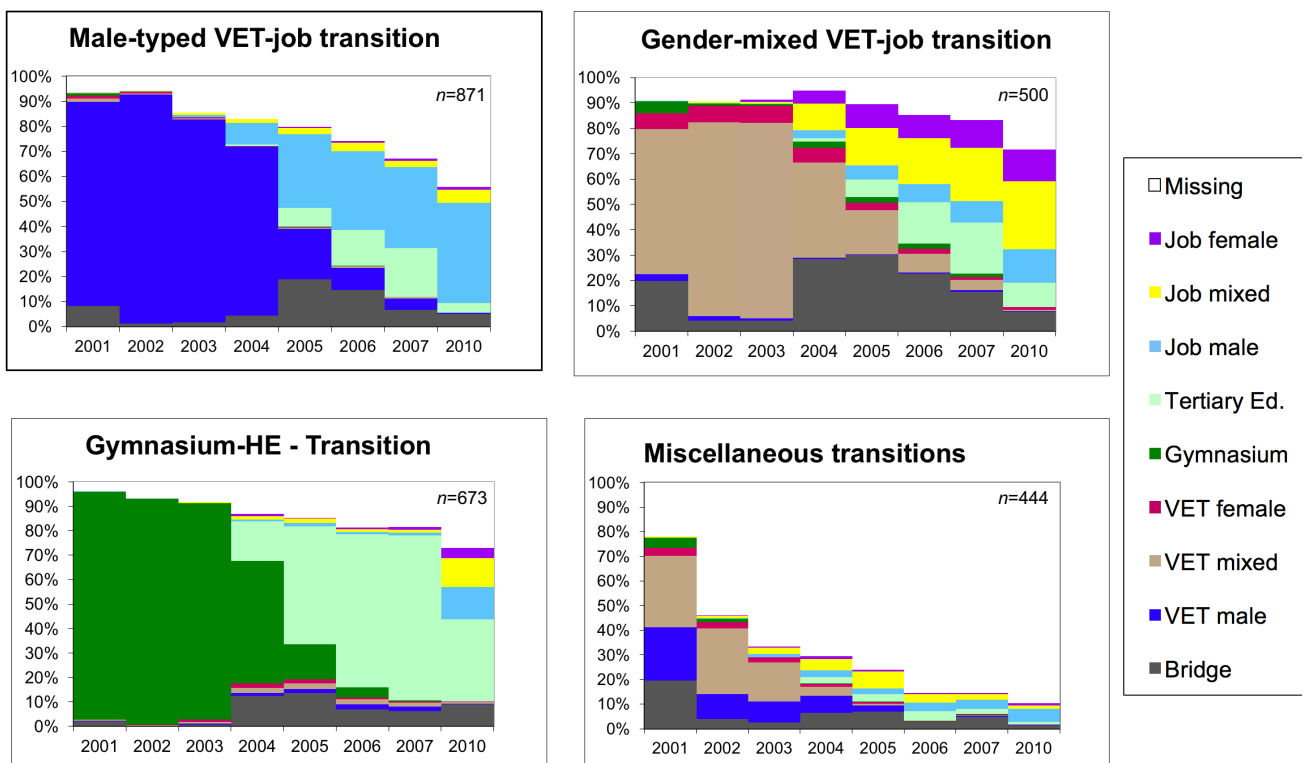 Male-typed VET-job transition
n=871
100%
90%
80%
70%
60%
50%
40%
30%
20%
10%
0%
2001 2002 2003 2004 2005 2006 2007 2010
Gender-mixed VET-job transition
n=500
100%
90%
80%
70%
60%
50%
40%
30%
20%
10%
0%
2001 2002 2003 2004 2005 2006 2007 2010
Gymnasium-HE - Transition
n=673
100%
90%
80%
70%
60%
50%
40%
30%
20%
10%
0%
2001 2002 2003 2004 2005 2006 2007 2010
Miscellaneous transitions
n=444
100%
90%
80%
70%
60%
50%
40%
30%
20%
10%
0%
2001 2002 2003 2004 2005 2006 2007 2010
Missing
Job female
Job mixed
Job male
Tertiary Ed.
Gymnasium
VET female
VET mixed
VET male
Bridge